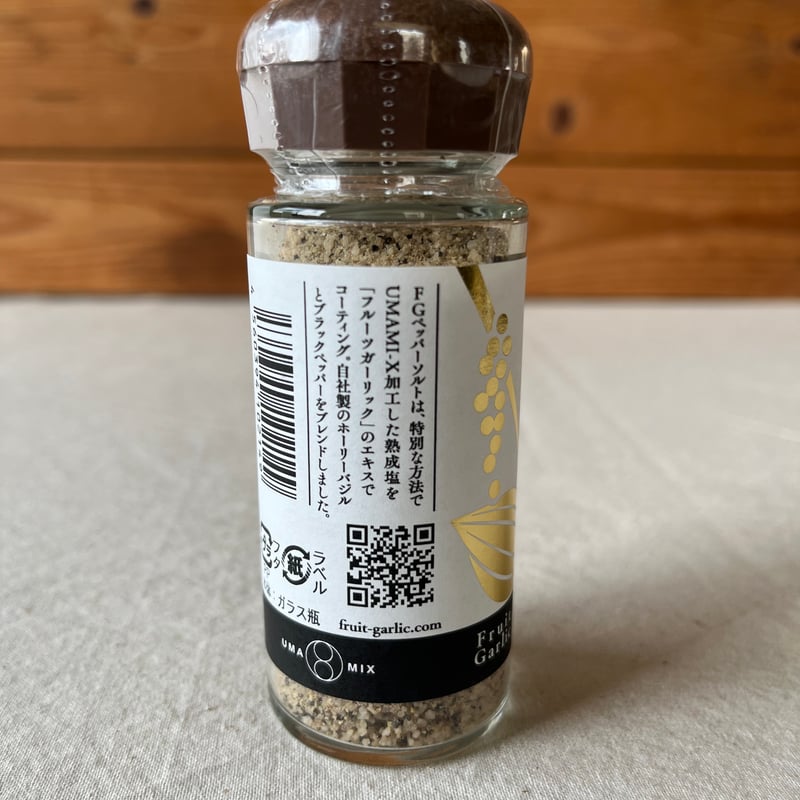 FGペッパーソルトは、特別な方法で
UMAMI-X加工した熟成塩を
「フルーツガーリック」のエキスで
コーティング。自社製のホーリーバジル
とブラックペッパーをブレンドしました。
ラベル
紙
ガラス瓶
fruit-garlic.com
UMA 8 MIX
Fruit
Garlic